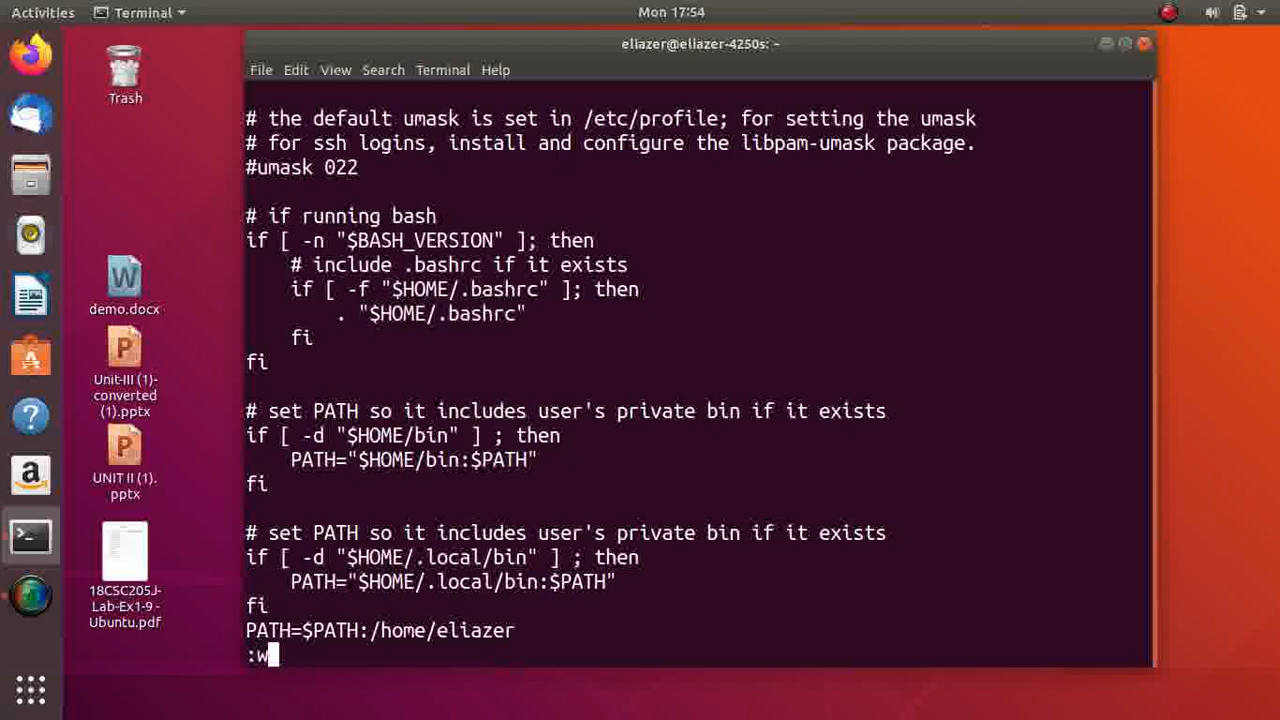 Activities
Terminal
Mon 17:54
eliazer@eliazer-4250s: ~
File Edit View Search Terminal Help
Trash
demo.docx
Unit-III (1)-
converted
(1).pptx
UNIT II (1).
pptx
18CSC205J-
Lab-Ex1-9 -
Ubuntu.pdf
# the default umask is set in /etc/profile; for setting the umask
# for ssh logins, install and configure the libpam-umask package.
#umask 022
# if running bash
if [ -n "$BASH_VERSION" ]; then
    # include .bashrc if it exists
    if [ -f "$HOME/.bashrc" ]; then
        . "$HOME/.bashrc"
    fi
fi
# set PATH so it includes user's private bin if it exists
if [ -d "$HOME/bin" ] ; then
    PATH="$HOME/bin:$PATH"
fi
# set PATH so it includes user's private bin if it exists
if [ -d "$HOME/.local/bin" ] ; then
    PATH="$HOME/.local/bin:$PATH"
fi
PATH=$PATH:/home/eliazer
:w